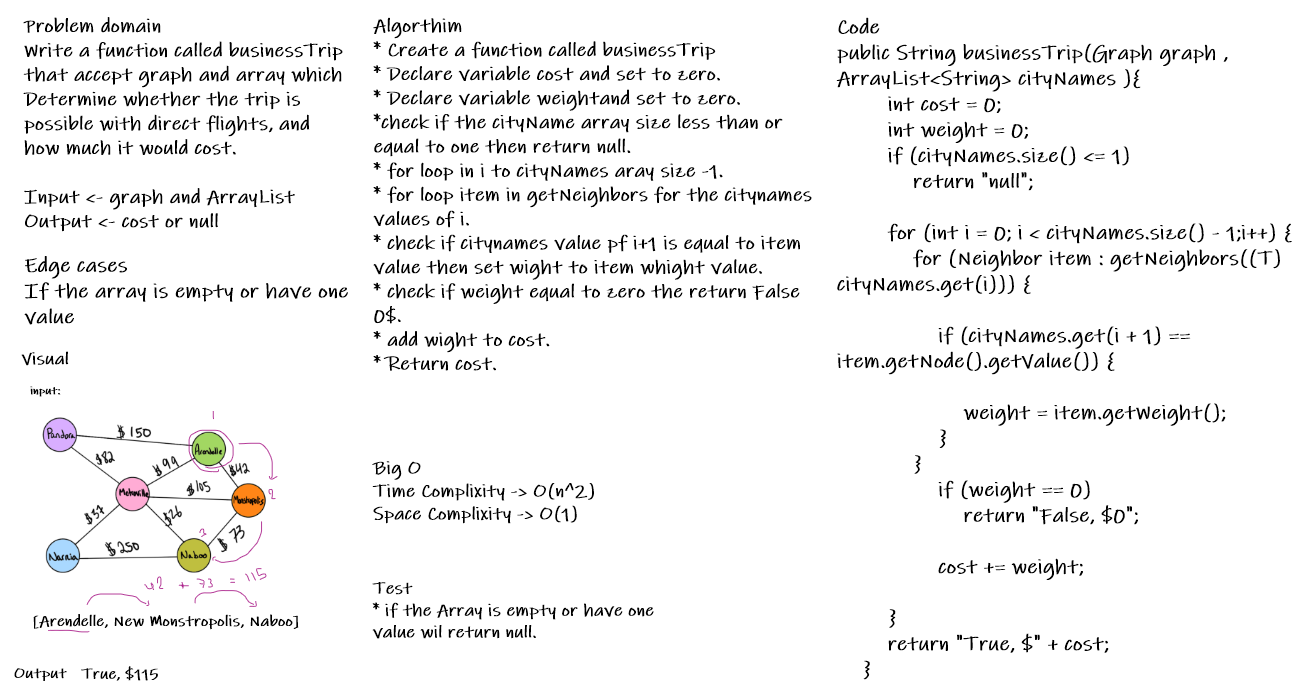 Problem domain
Write a function called businessTrip
that accept graph and array which
Determine whether the trip is
possible with direct flights, and
how much it would cost.
Input <- graph and ArrayList
Output <- cost or null
Edge cases
If the array is empty or have one
value
Visual
input:
Pandora
$ 150
Arendelle
1
$82
$99
$42
Metroville
$105
Monstropolis
2
$37
$26
3
$ 73
Narnia
$ 250
Naboo
42 + 73 = 115
[Arendelle, New Monstropolis, Naboo]
Output True, $115
Algorthim
* Create a function called businessTrip
* Declare variable cost and set to zero.
* Declare variable weightand set to zero.
*check if the cityName array size less than or
equal to one then return null.
* for loop in i to cityNames aray size -1.
* for loop item in getNeighbors for the citynames
values of i.
* check if citynames value pf i+1 is equal to item
value then set wight to item whight value.
* check if weight equal to zero the return False
0$.
* add wight to cost.
* Return cost.
Big O
Time Complixity -> O(n^2)
Space Complixity -> O(1)
Test
* if the Array is empty or have one
value wil return null.
Code
public String businessTrip(Graph graph ,
ArrayList<String> cityNames ){
int cost = 0;
int weight = 0;
if (cityNames.size() <= 1)
return "null";
for (int i = 0; i < cityNames.size() - 1;i++) {
for (Neighbor item : getNeighbors((T)
cityNames.get(i))) {
if (cityNames.get(i + 1) ==
item.getNode().getValue()) {
weight = item.getWeight();
}
}
if (weight == 0)
return "False, $0";
cost += weight;
}
return "True, $" + cost;
}